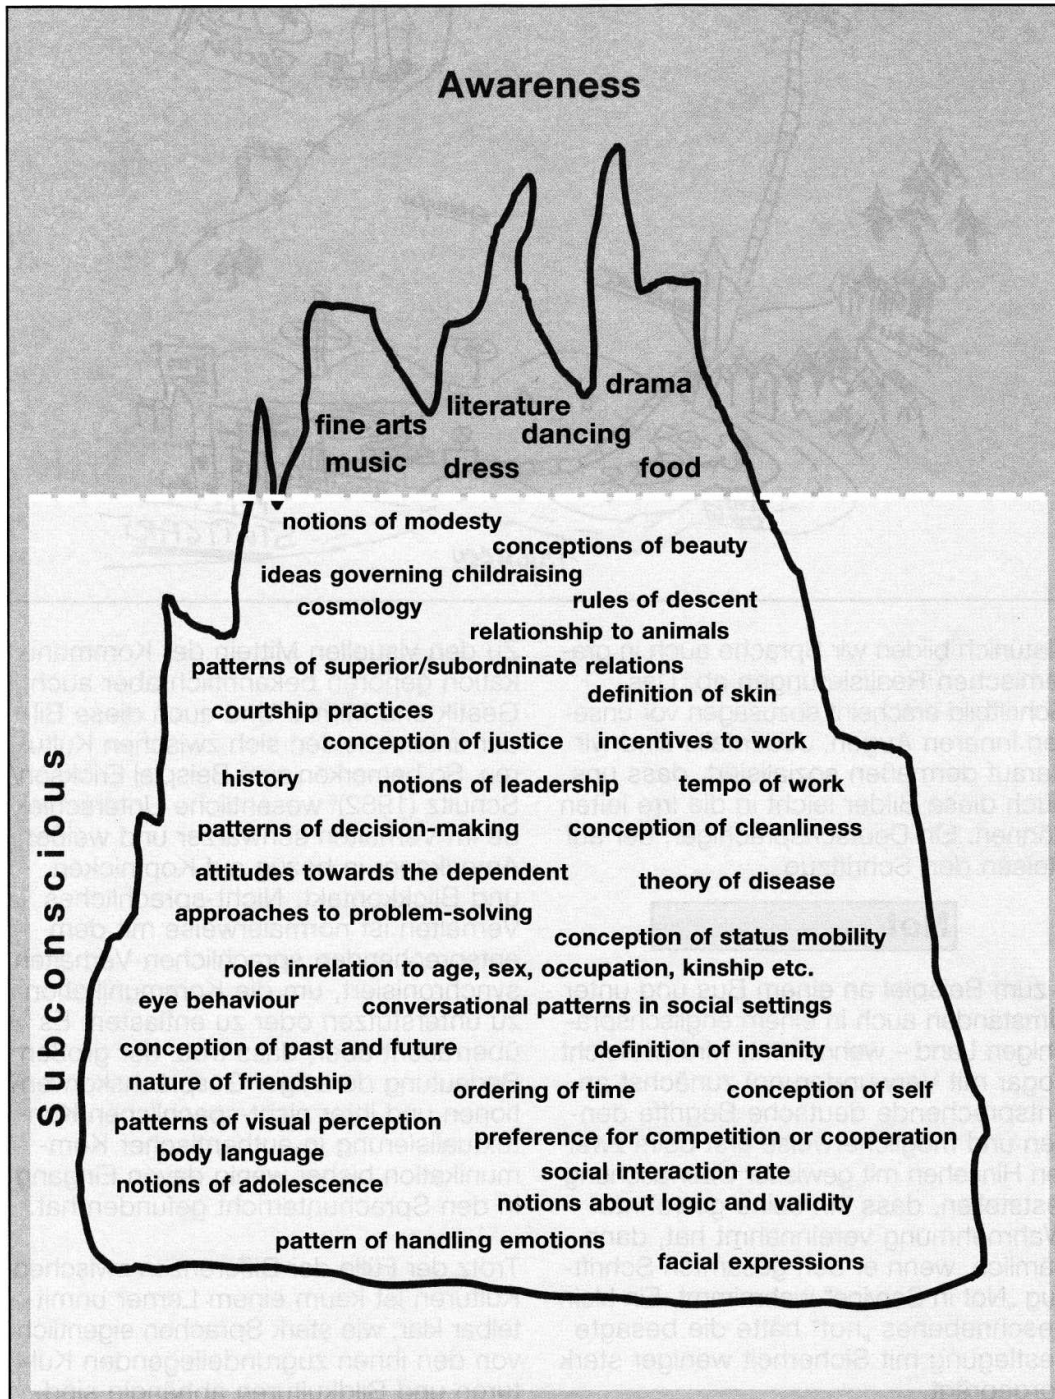 Awareness
drama
literature
fine arts
dancing
music dress food
notions of modesty
conceptions of beauty
ideas governing childraising
cosmology rules of descent
relationship to animals
patterns of superior/subordninate relations
definition of skin
courtship practices
conception of justice incentives to work
history notions of leadership tempo of work
patterns of decision-making conception of cleanliness
attitudes towards the dependent theory of disease
approaches to problem-solving
conception of status mobility
roles inrelation to age, sex, occupation, kinship etc.
eye behaviour conversational patterns in social settings
conception of past and future definition of insanity
nature of friendship ordering of time conception of self
patterns of visual perception preference for competition or cooperation
body language social interaction rate
notions of adolescence notions about logic and validity
pattern of handling emotions
facial expressions
Subconscious